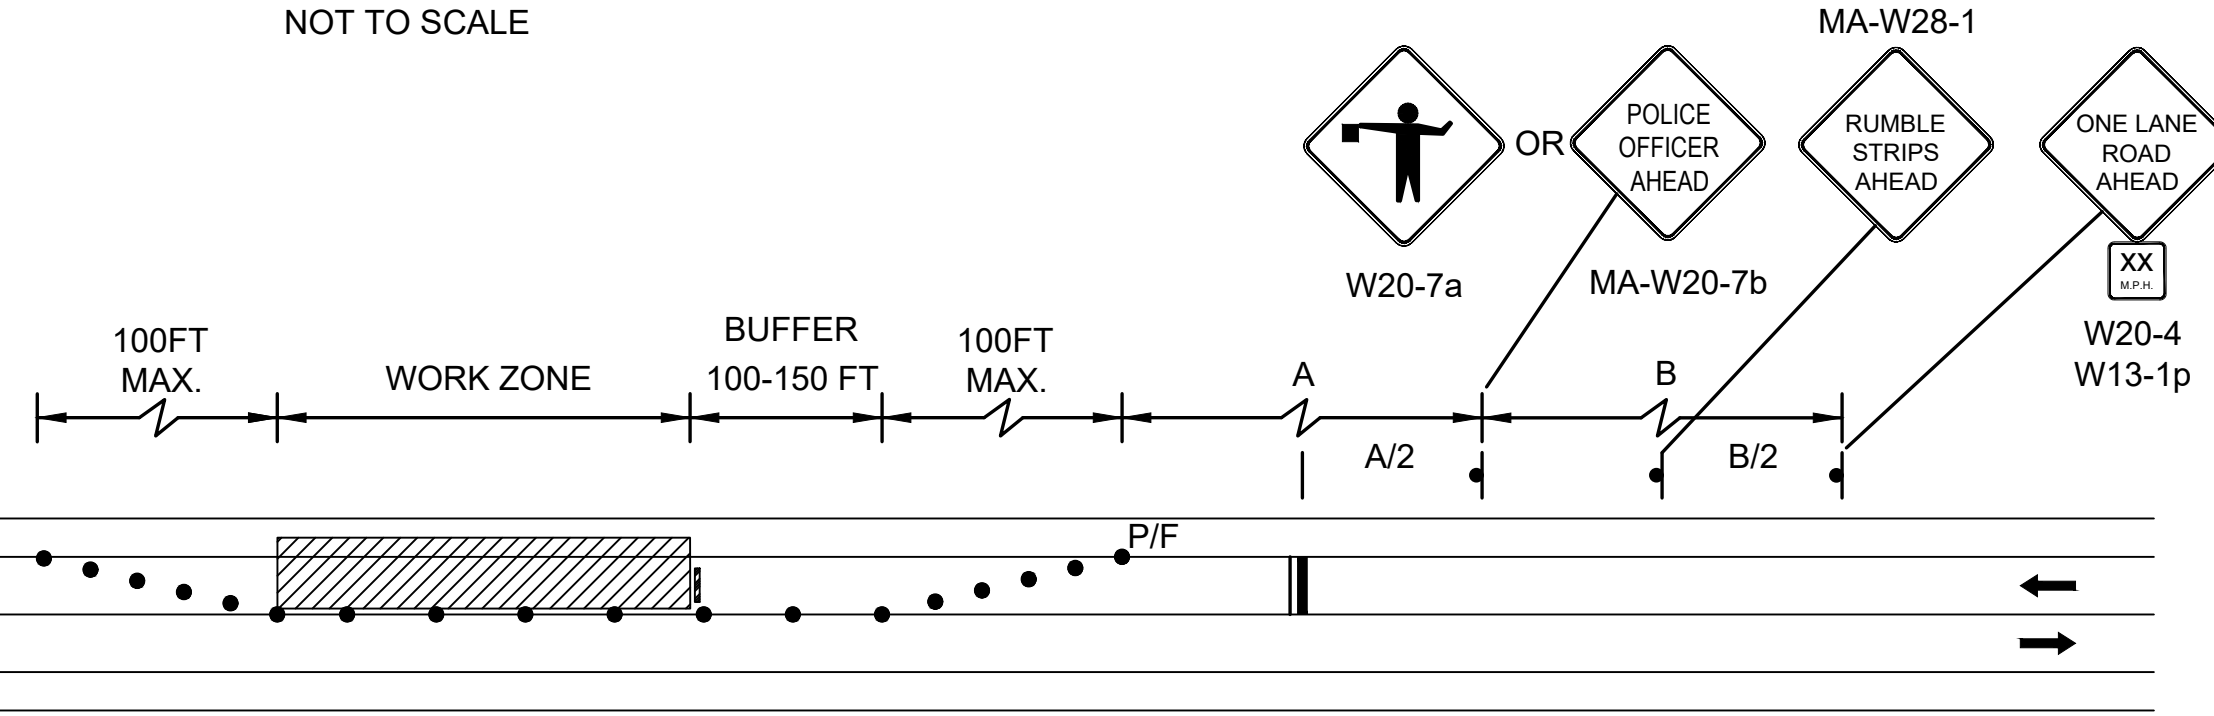 NOT TO SCALE
MA-W28-1
POLICE
OFFICER
AHEAD
OR
RUMBLE
STRIPS
AHEAD
ONE LANE
ROAD
AHEAD
XX
M.P.H.
W20-7a
MA-W20-7b
W20-4
W13-1p
100FT
MAX.
WORK ZONE
BUFFER
100-150 FT
100FT
MAX.
A
B
A/2
B/2
P/F